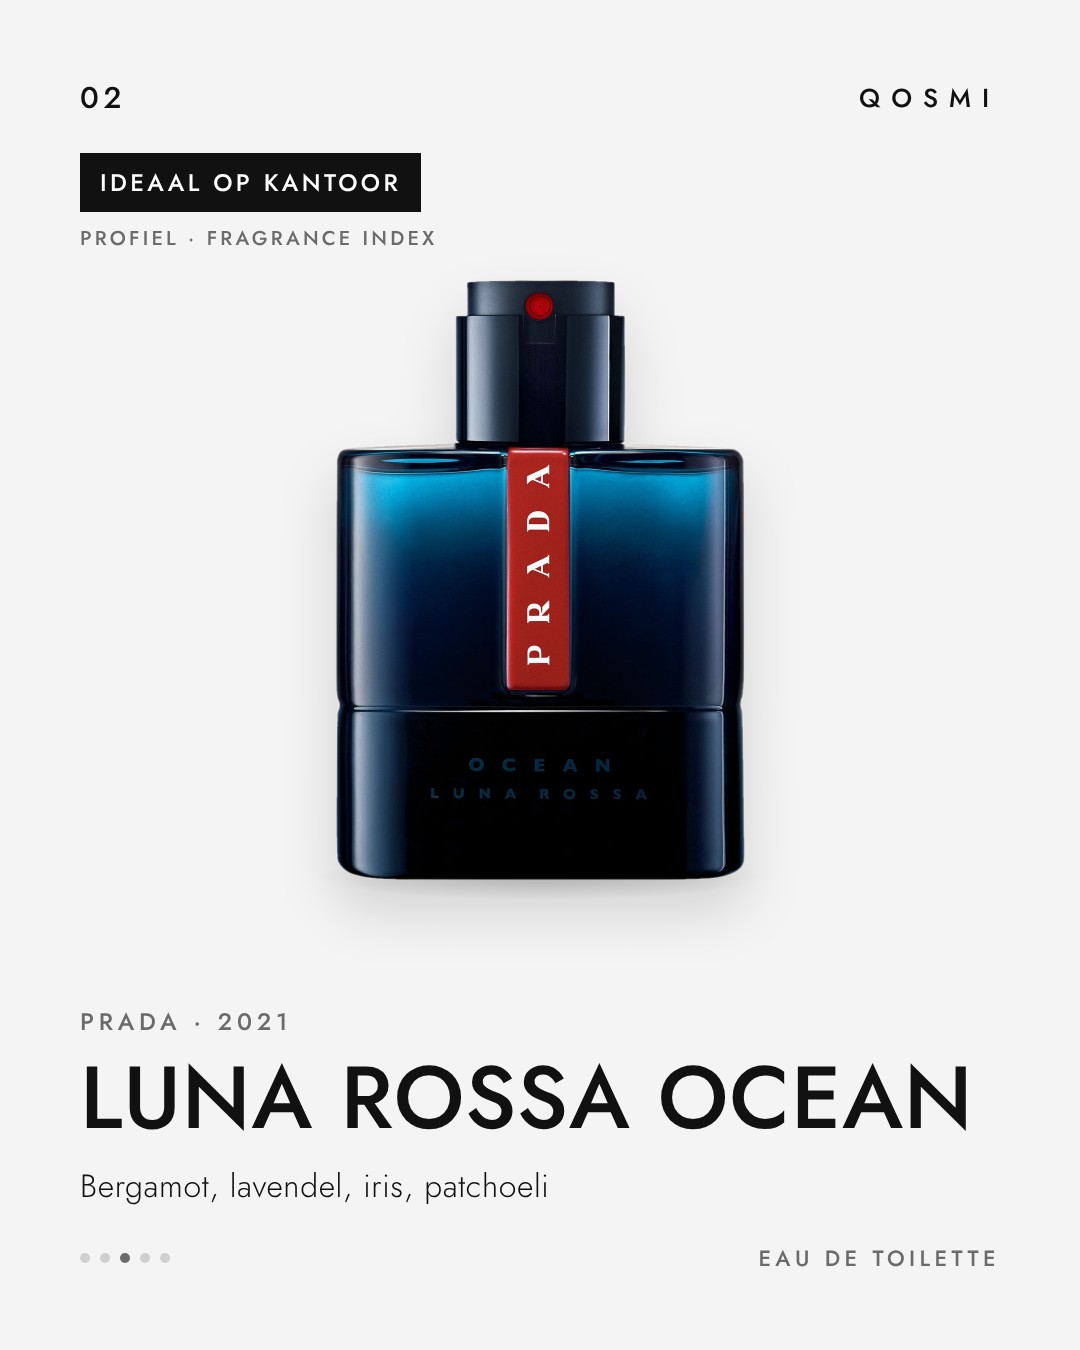 02
QOSMI
IDEAAL OP KANTOOR
PROFIEL · FRAGRANCE INDEX
PRADA
OCEAN
LUNA ROSSA
PRADA · 2021
LUNA ROSSA OCEAN
Bergamot, lavendel, iris, patchoeli
EAU DE TOILETTE